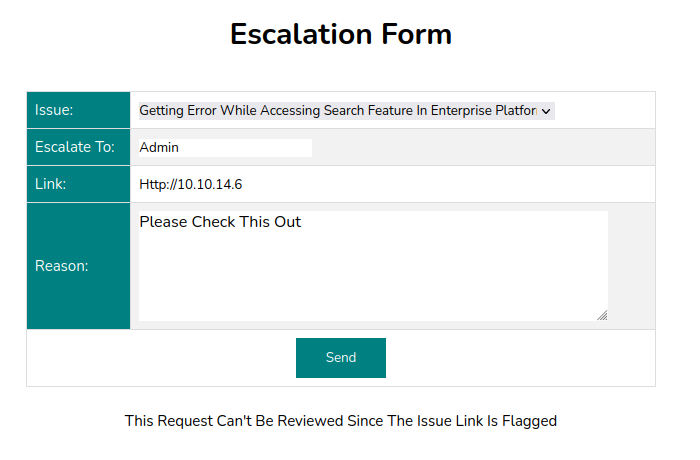 Escalation Form
Issue: Getting Error While Accessing Search Feature In Enterprise Platfor
Escalate To: Admin
Link: Http://10.10.14.6
Reason: Please Check This Out
Send
This Request Can't Be Reviewed Since The Issue Link Is Flagged